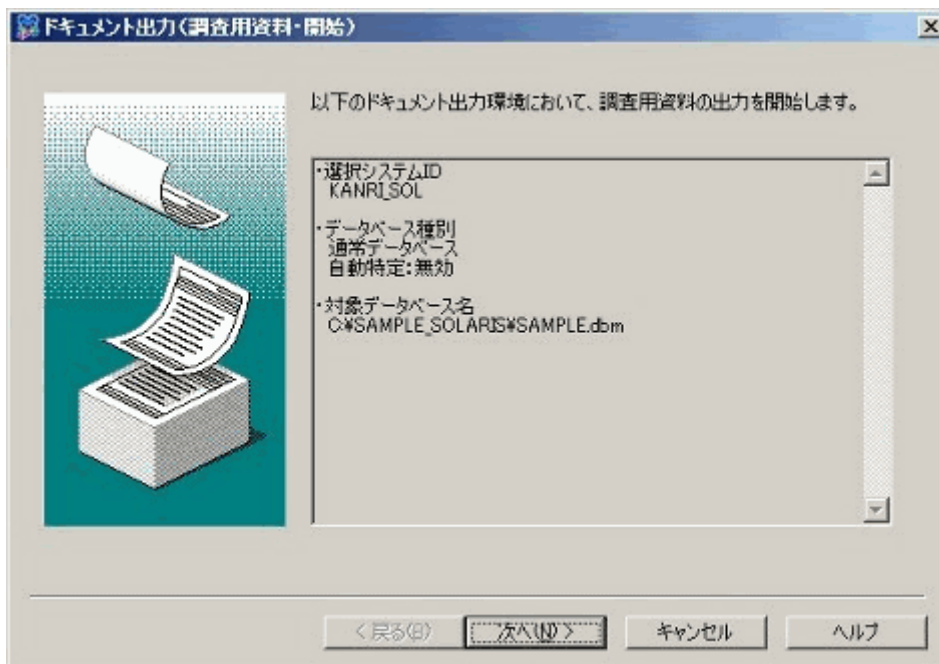 ドキュメント出力(調査用資料・開始)
以下のドキュメント出力環境において、調査用資料の出力を開始します。
・選択システムID
KANRI_SOL
・データベース種別
通常データベース
自動特定：無効
・対象データベース名
C:¥SAMPLE_SOLARIS¥SAMPLE.dbm
< 戻る(B)
次へ(N) >
キャンセル
ヘルプ